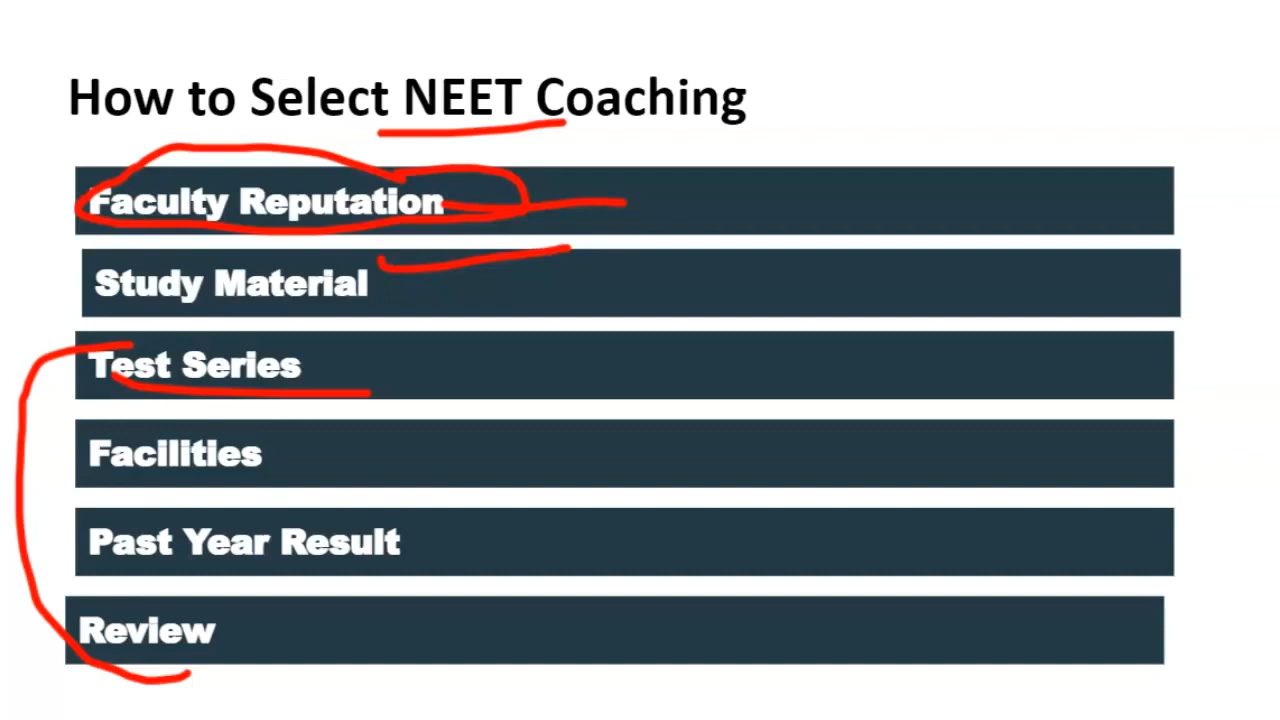 How to Select NEET Coaching
Faculty Reputation
Study Material
Test Series
Facilities
Past Year Result
Review